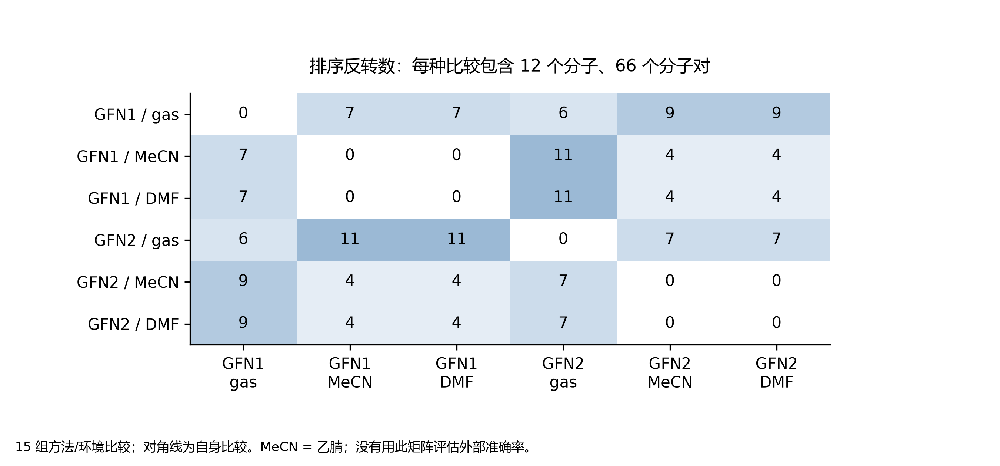 排序反转数：每种比较包含 12 个分子、66 个分子对
GFN1 / gas 0 7 7 6 9 9
GFN1 / MeCN 7 0 0 11 4 4
GFN1 / DMF 7 0 0 11 4 4
GFN2 / gas 6 11 11 0 7 7
GFN2 / MeCN 9 4 4 7 0 0
GFN2 / DMF 9 4 4 7 0 0
GFN1 GFN1 GFN1 GFN2 GFN2 GFN2
gas MeCN DMF gas MeCN DMF
15 组方法/环境比较；对角线为自身比较。MeCN = 乙腈；没有用此矩阵评估外部准确率。